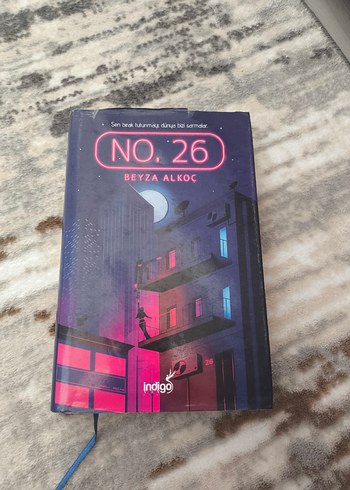 Sen bırak tutunmayı, dünya bizi sarmalar.
NO. 26
BEYZA ALKOÇ
indigo